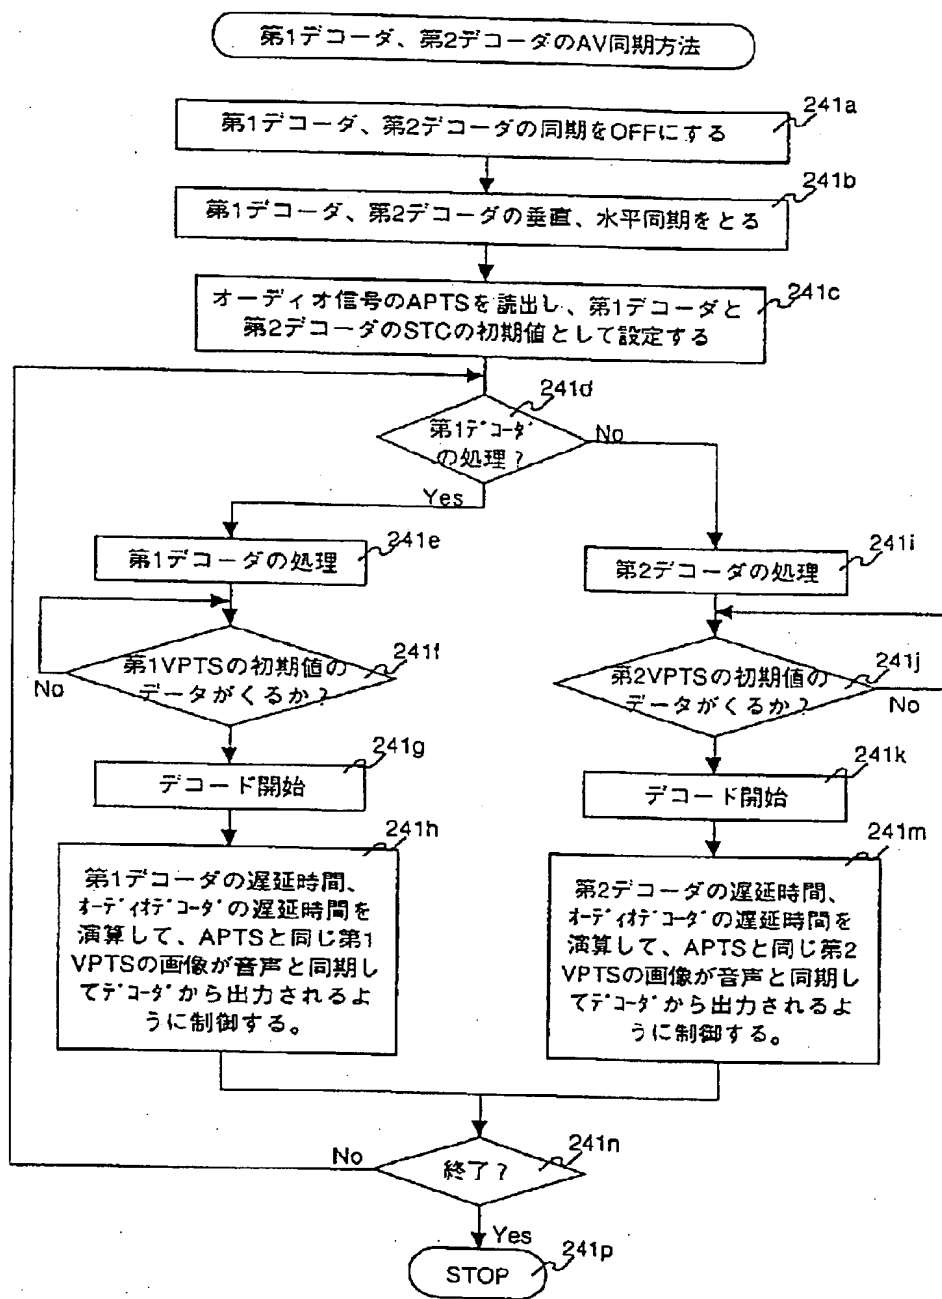 第1デコーダ、第2デコーダのAV同期方法
241a
第1デコーダ、第2デコーダの同期をOFFにする
241b
第1デコーダ、第2デコーダの垂直、水平同期をとる
241c
オーディオ信号のAPTSを読出し、第1デコーダと
第2デコーダのSTCの初期値として設定する
241d
第1ﾃﾞｺｰﾀﾞ
の処理？
No
Yes
241e
第1デコーダの処理
241i
第2デコーダの処理
241f
第1VPTSの初期値の
データがくるか？
No
241j
第2VPTSの初期値の
データがくるか？
No
241g
デコード開始
241k
デコード開始
241h
第1デコーダの遅延時間、
ｵｰﾃﾞｨｵﾃﾞｺｰﾀﾞの遅延時間を
演算して、APTSと同じ第1
VPTSの画像が音声と同期し
てﾃﾞｺｰﾀﾞから出力されるよ
うに制御する。
241m
第2デコーダの遅延時間、
ｵｰﾃﾞｨｵﾃﾞｺｰﾀﾞの遅延時間を
演算して、APTSと同じ第2
VPTSの画像が音声と同期し
てﾃﾞｺｰﾀﾞから出力されるよ
うに制御する。
241n
終了？
No
Yes
241p
STOP